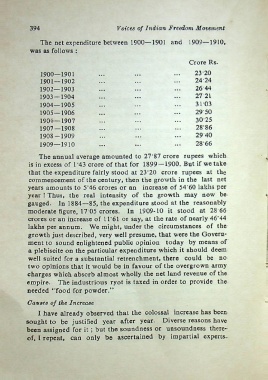 394 Voices of Indian Freedom Movement
The net expenditure between 1900—1901 and 1909—1910,
was as follows :
Crore Rs.
1900—1901 ... ... ... 23·20
1901—1902 ... ... ... 24·24
1902—1903 ... ... ... 26·44
1903—1904 ... ... ... 27·21
1904—1905 ... ... ... 31·03
1905—1906 ... ... ... 29·50
1906—1907 ... ... ... 30·25
1907—1908 ... ... ... 28·86
1908—1909 ... ... ... 29·40
1909—1910 ... ... ... 28·66
The annual average amounted to 27·87 crore rupees which
is in excess of 1·43 crore of that for 1899—1900. But if we take
that the expenditure fairly stood at 23·20 crore rupees at the
commencement of the century, then the growth in the last net
years amounts to 5·46 crores or an increase of 54·60 lakhs per
year ! Thus, the real intensity of the growth may now be
gauged. In 1884—85, the expenditure stood at the reasonably
moderate figure, 17·05 crores. In 1909-10 it stood at 28·66
crores or an increase of 11·61 or say, at the rate of nearly 46·44
lakhs per annum. We might, under the circumstances of the
growth just described, very well presume, that were the Govern-
ment to sound enlightened public opinion today by means of
a plebiscite on the particular expenditure which it should deem
well suited for a substantial retrenchment, there could be no
two opinions that it would be in favour of the overgrown army
charges which absorb almost wholly the net land revenue of the
empire. The industrious ryot is taxed in order to provide the
needed "food for powder."
Causes of the Increase
I have already observed that the colossal increase has been
sought to be justified year after year. Diverse reasons have
been assigned for it ; but the soundness or unsoundness there-
of, I repeat, can only be ascertained by impartial experts.